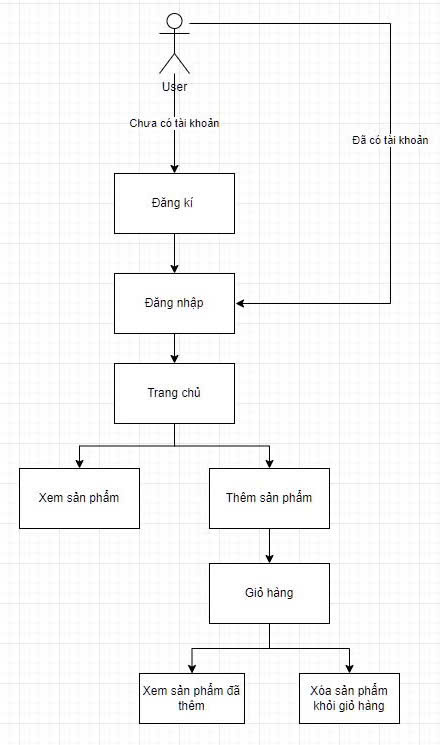 User
Chưa có tài khoản
Đã có tài khoản
Đăng kí
Đăng nhập
Trang chủ
Xem sản phẩm
Thêm sản phẩm
Giỏ hàng
Xem sản phẩm đã
thêm
Xóa sản phẩm
khỏi giỏ hàng